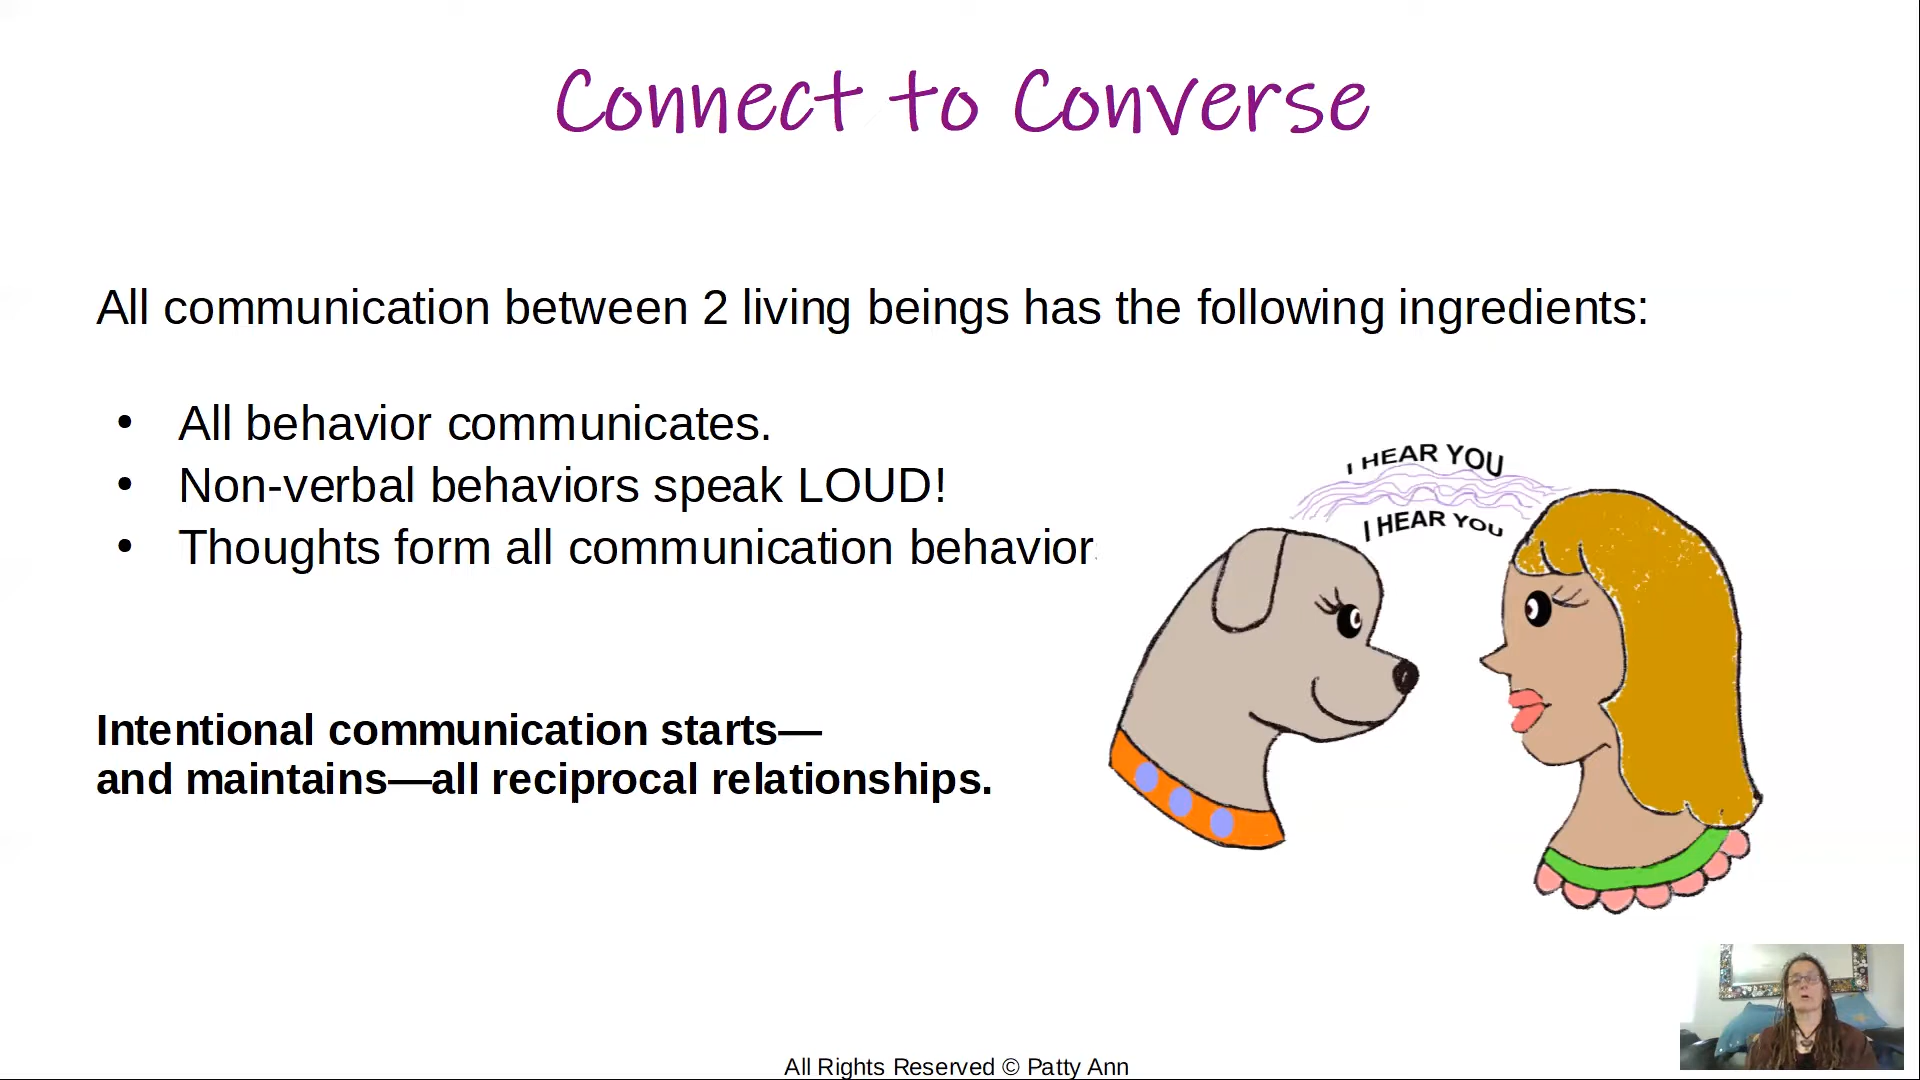 Connect to Converse
All communication between 2 living beings has the following ingredients:
• All behavior communicates.
• Non-verbal behaviors speak LOUD!
• Thoughts form all communication behavior
I HEAR YOU
I HEAR YOU
Intentional communication starts—
and maintains—all reciprocal relationships.
All Rights Reserved © Patty Ann